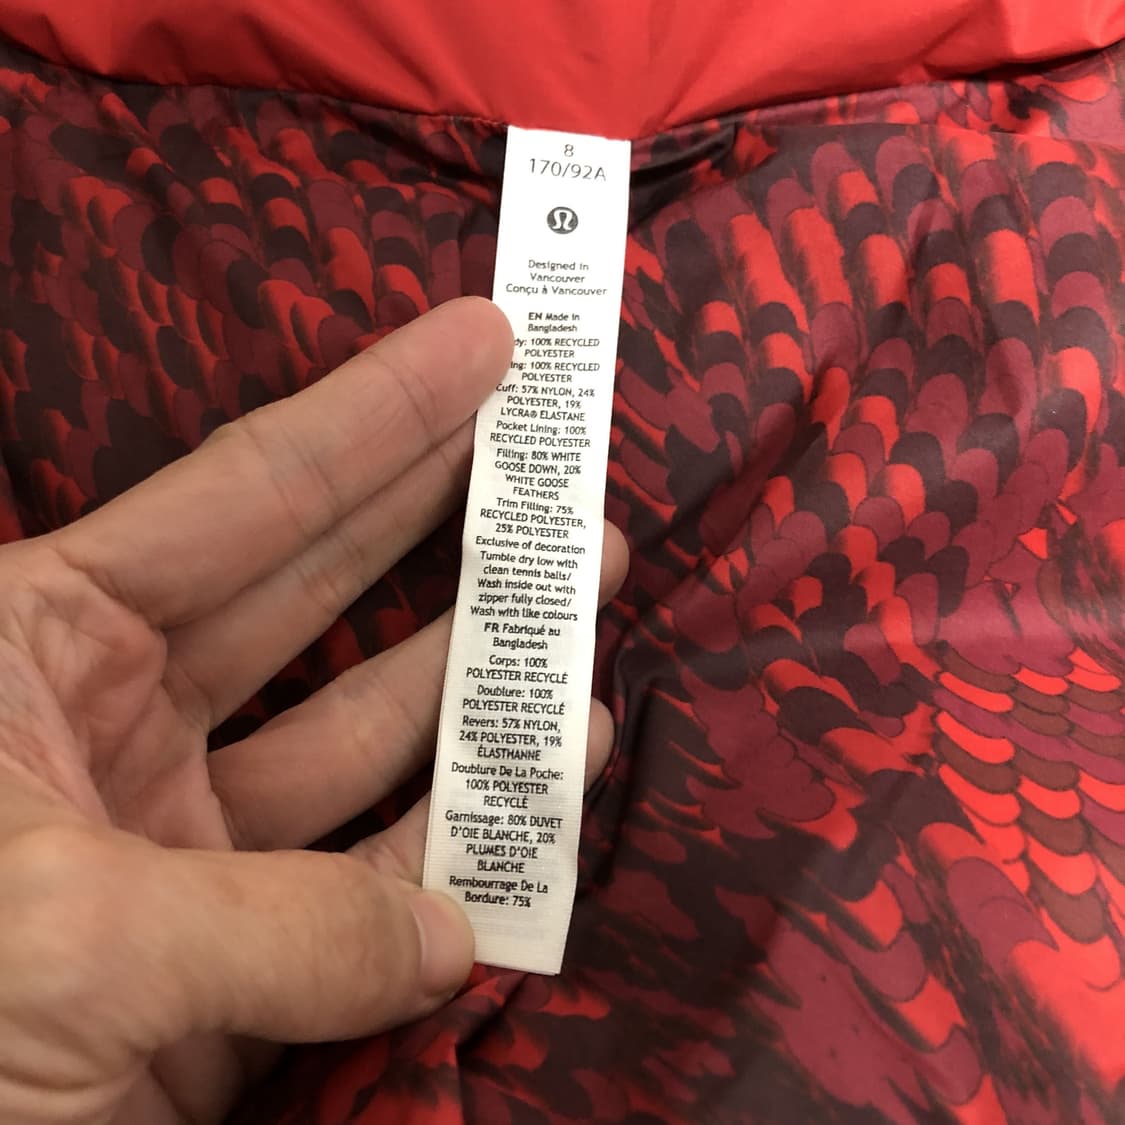 8
170/92A
Designed in
Vancouver
Conçu à Vancouver
EN Made in
Bangladesh
dy: 100% RECYCLED
POLYESTER
ing: 100% RECYCLED
POLYESTER
Cuff: 57% NYLON, 24%
POLYESTER, 19%
LYCRA® ELASTANE
Pocket Lining: 100%
RECYCLED POLYESTER
Filling: 80% WHITE
GOOSE DOWN, 20%
WHITE GOOSE
FEATHERS
Trim Filling: 75%
RECYCLED POLYESTER,
25% POLYESTER
Exclusive of decoration
Tumble dry low with
clean tennis balls/
Wash inside out with
zipper fully closed/
Wash with like colours
FR Fabriqué au
Bangladesh
Corps: 100%
POLYESTER RECYCLÉ
Doublure: 100%
POLYESTER RECYCLÉ
Revers: 57% NYLON,
24% POLYESTER, 19%
ÉLASTHANNE
Doublure De La Poche:
100% POLYESTER
RECYCLÉ
Garnissage: 80% DUVET
D'OIE BLANCHE, 20%
PLUMES D'OIE
BLANCHE
Rembourrage De La
Bordure: 75%